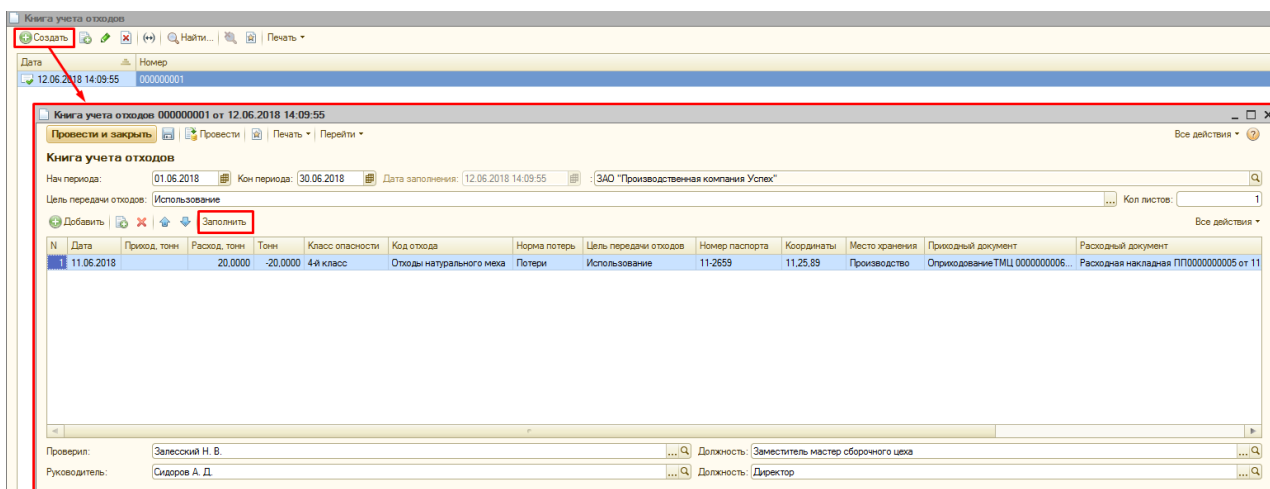 Книга учета отходов
Создать Найти... Печать
Дата Номер
12.06.2018 14:09:55 000000001
Книга учета отходов 000000001 от 12.06.2018 14:09:55
Провести и закрыть Провести Печать Перейти Все действия
Книга учета отходов
Нач периода: 01.06.2018 Кон периода: 30.06.2018 Дата заполнения: 12.06.2018 14:09:55 : ЗАО "Производственная компания Успех"
Цель передачи отходов: Использование ... Кол листов: 1
Добавить Заполнить Все действия
N Дата Приход, тонн Расход, тонн Тонн Класс опасности Код отхода Норма потерь Цель передачи отходов Номер паспорта Координаты Место хранения Приходный документ Расходный документ
1 11.06.2018 20,0000 -20,0000 4-й класс Отходы натурального меха Потери Использование 11-2659 11,25,89 Производство ОприходованиеТМЦ 0000000006... Расходная накладная ПП0000000005 от 11
Проверил: Залесский Н. В. ... Должность: Заместитель мастер сборочного цеха ...
Руководитель: Сидоров А. Д. ... Должность: Директор ...